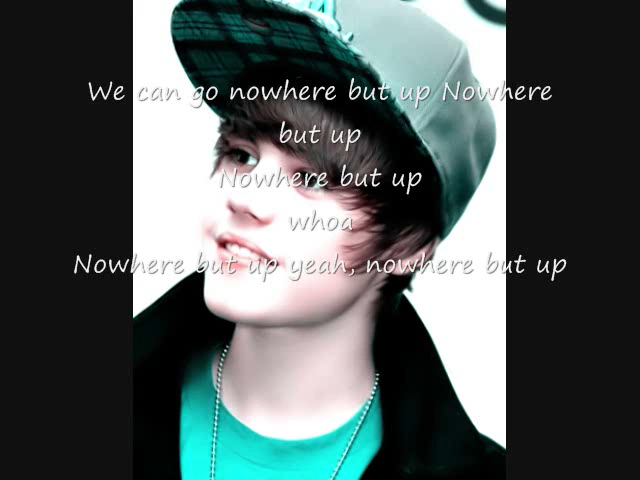 We can go nowhere but up Nowhere
but up
Nowhere but up
whoa
Nowhere but up yeah, nowhere but up